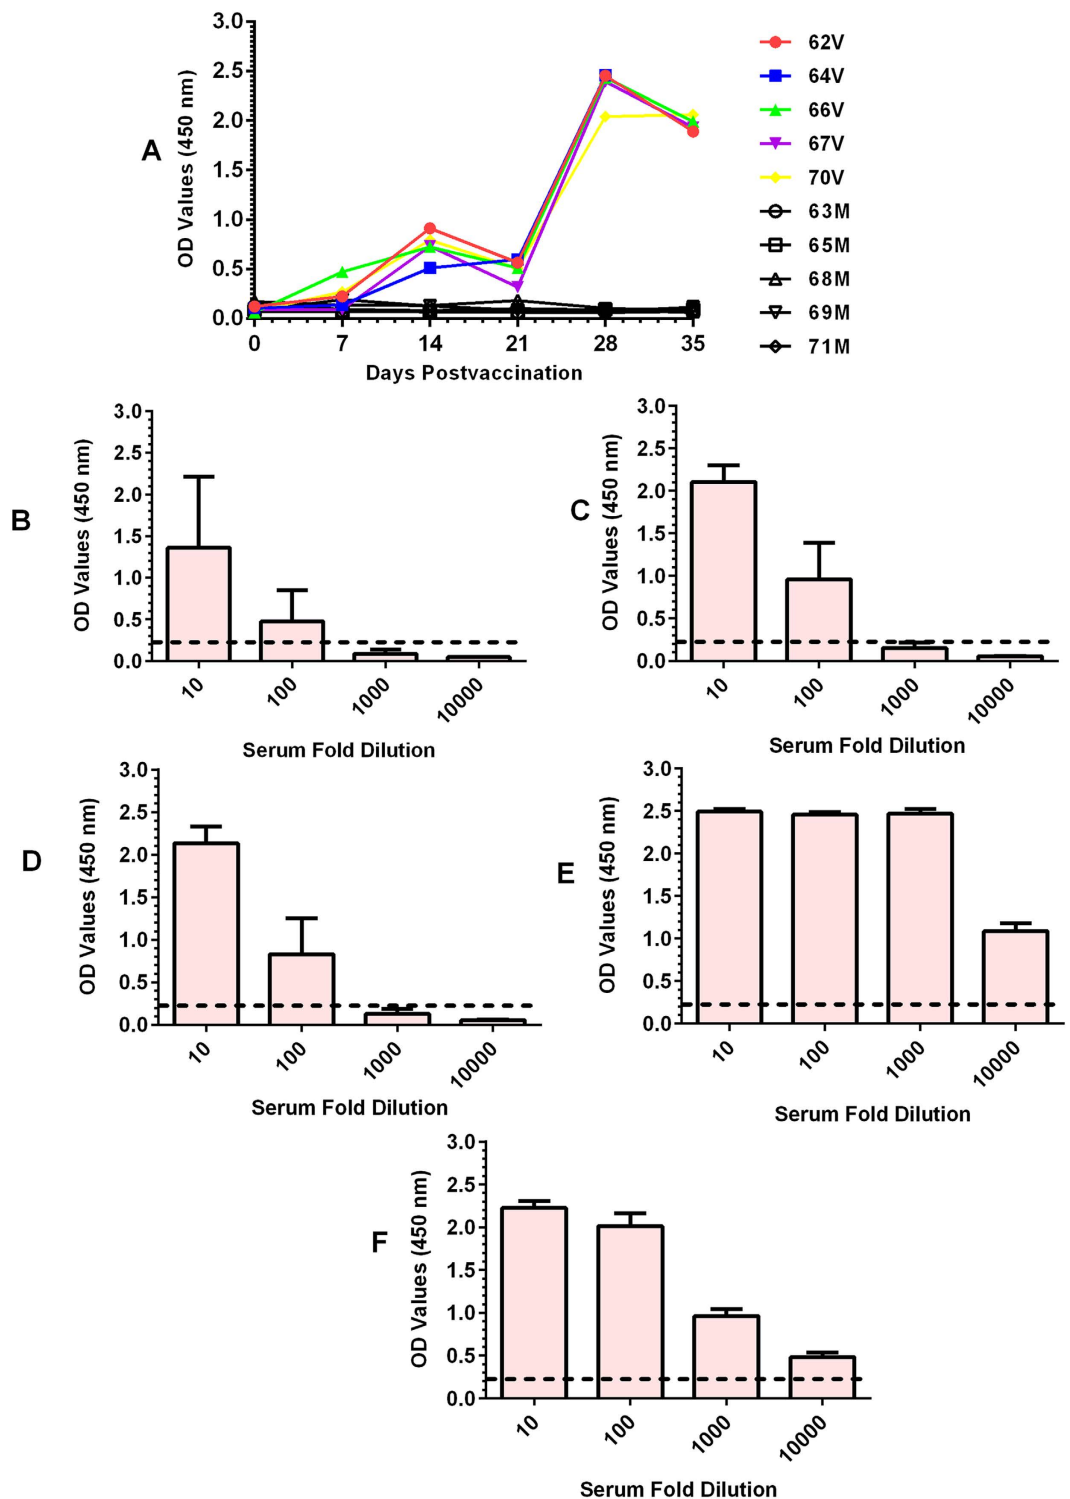 3.0
2.5
2.0
1.5
1.0
0.5
0.0
OD Values (450 nm)
A
0 7 14 21 28 35
Days Postvaccination
62V
64V
66V
67V
70V
63M
65M
68M
69M
71M
B
OD Values (450 nm)
3.0
2.5
2.0
1.5
1.0
0.5
0.0
10 100 1000 10000
Serum Fold Dilution
C
OD Values (450 nm)
3.0
2.5
2.0
1.5
1.0
0.5
0.0
10 100 1000 10000
Serum Fold Dilution
D
OD Values (450 nm)
3.0
2.5
2.0
1.5
1.0
0.5
0.0
10 100 1000 10000
Serum Fold Dilution
E
OD Values (450 nm)
3.0
2.5
2.0
1.5
1.0
0.5
0.0
10 100 1000 10000
Serum Fold Dilution
F
OD Values (450 nm)
3.0
2.5
2.0
1.5
1.0
0.5
0.0
10 100 1000 10000
Serum Fold Dilution